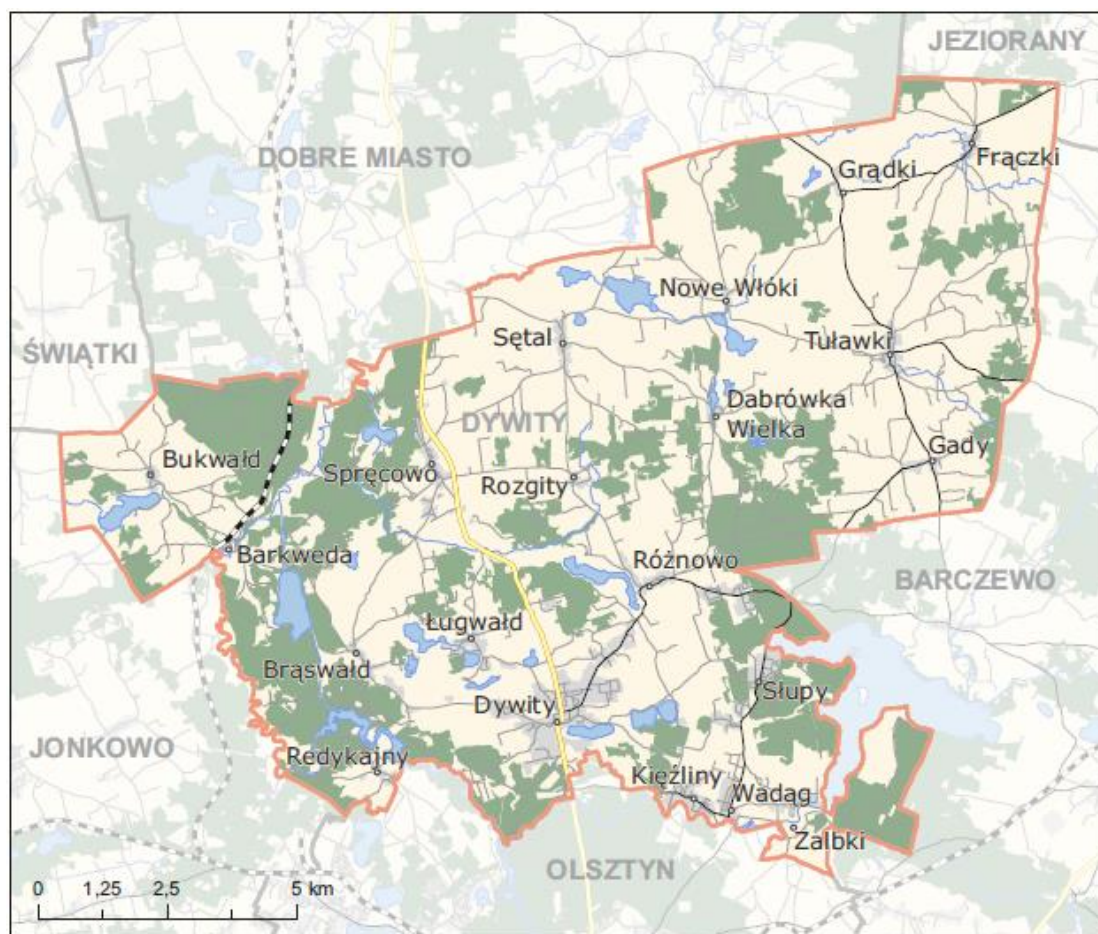 JEZIORANY
DOBRE MIASTO
Frączki
Grądki
Nowe Włóki
Sętal
Tuławki
ŚWIĄTKI
Dabrówka
Wielka
DYWITY
Bukwałd
Spręcowo
Rozgity
Gady
Barkweda
Różnowo
BARCZEWO
Ługwałd
Brąswałd
Słupy
Dywity
JONKOWO
Redykajny
Kieźliny
Wadąg
Zalbki
OLSZTYN
0 1,25 2,5 5 km